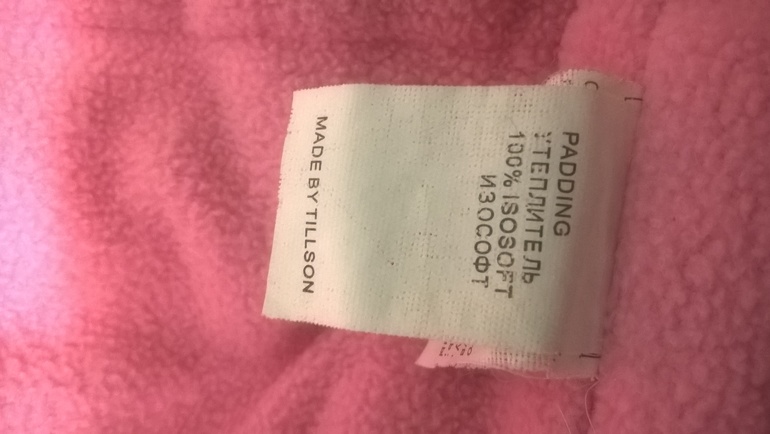 PADDING
УТЕПЛИТЕЛЬ
100% ISOSOFT
ИЗОСОФТ
MADE BY TILLSON